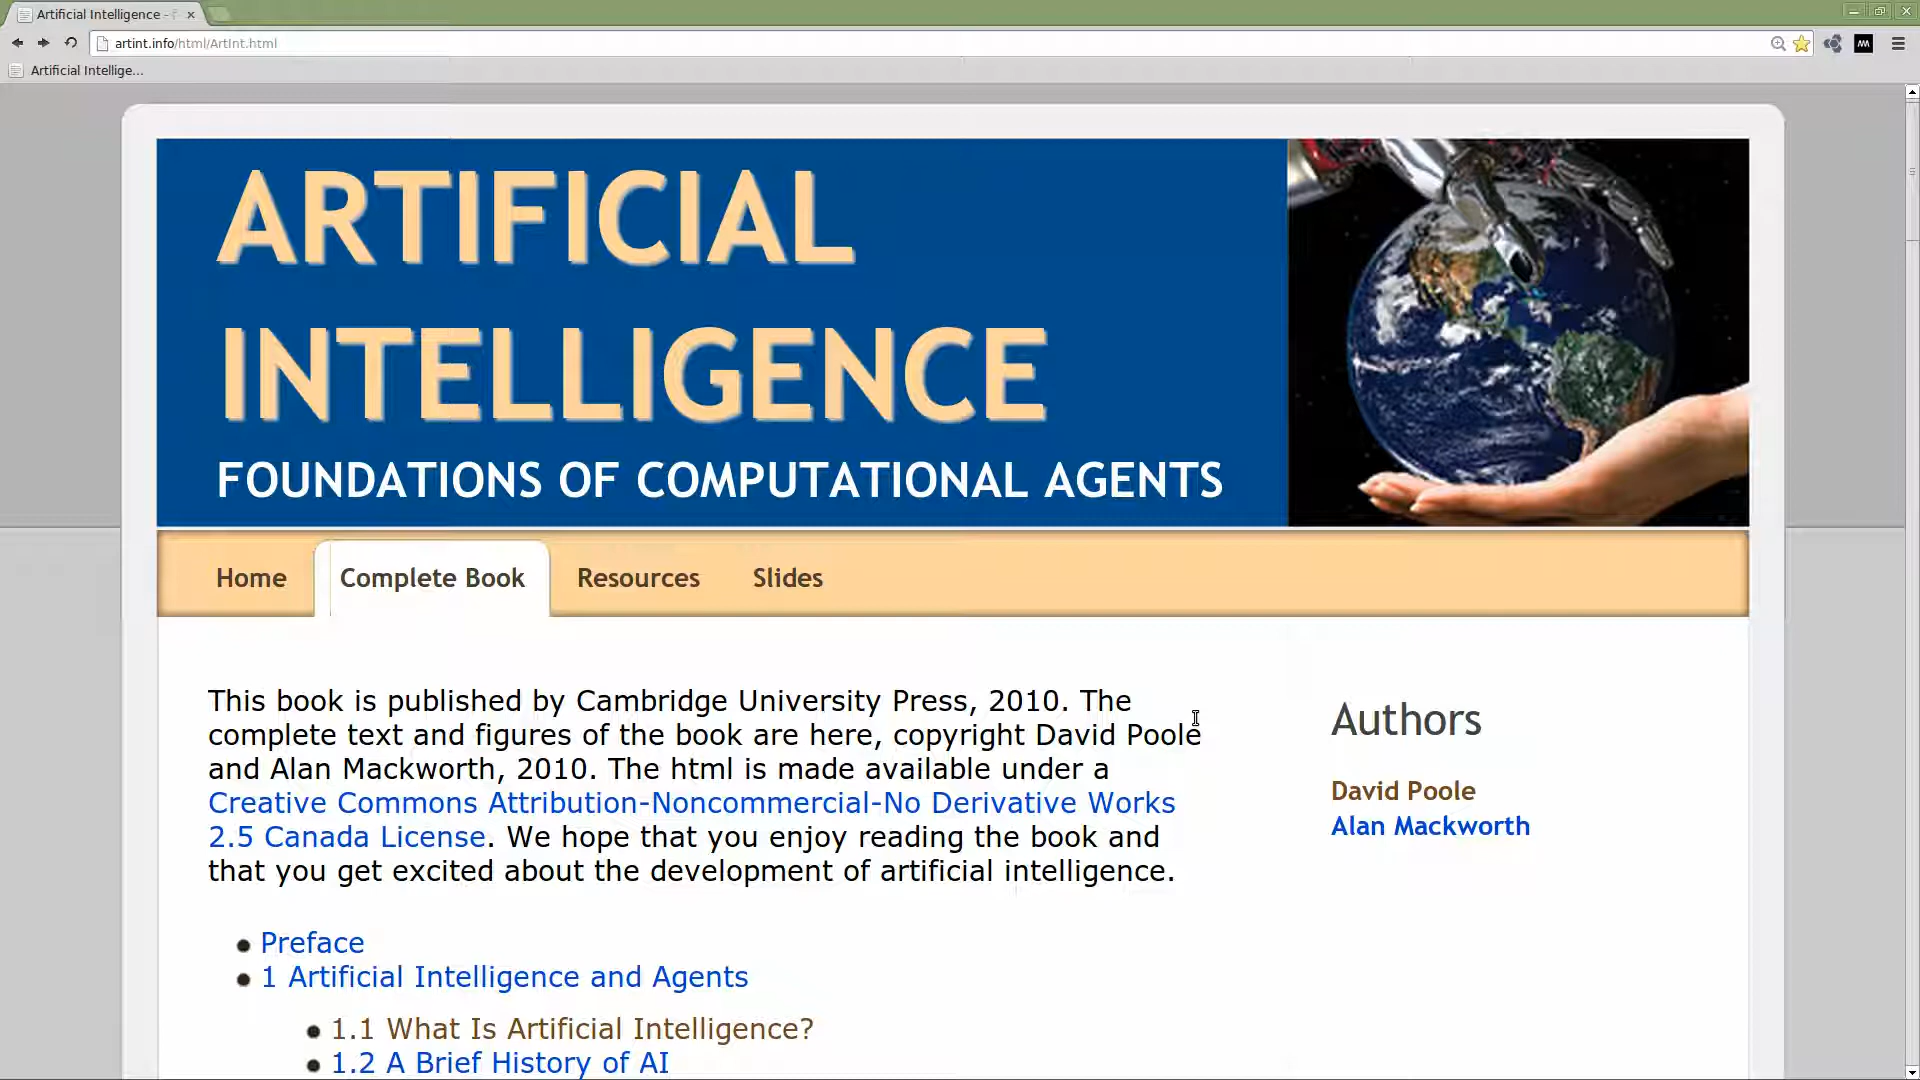 Artificial Intelligence -
artint.info/html/ArtInt.html
Artificial Intellige...
ARTIFICIAL
INTELLIGENCE
FOUNDATIONS OF COMPUTATIONAL AGENTS
Home Complete Book Resources Slides
This book is published by Cambridge University Press, 2010. The
complete text and figures of the book are here, copyright David Poole
and Alan Mackworth, 2010. The html is made available under a
Creative Commons Attribution-Noncommercial-No Derivative Works
2.5 Canada License. We hope that you enjoy reading the book and
that you get excited about the development of artificial intelligence.
Authors
David Poole
Alan Mackworth
Preface
1 Artificial Intelligence and Agents
1.1 What Is Artificial Intelligence?
1.2 A Brief History of AI